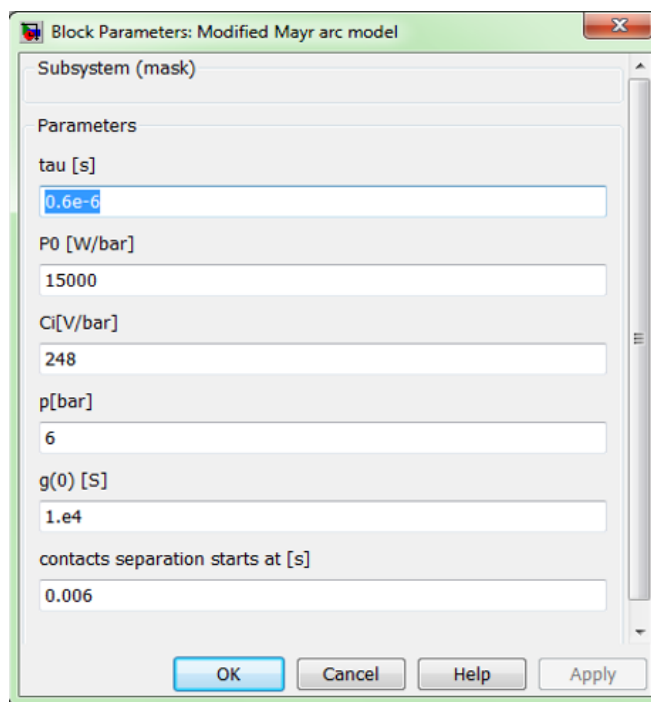 Block Parameters: Modified Mayr arc model
Subsystem (mask)
Parameters
tau [s]
0.6e-6
P0 [W/bar]
15000
Ci[V/bar]
248
p[bar]
6
g(0) [S]
1.e4
contacts separation starts at [s]
0.006
OK Cancel Help Apply